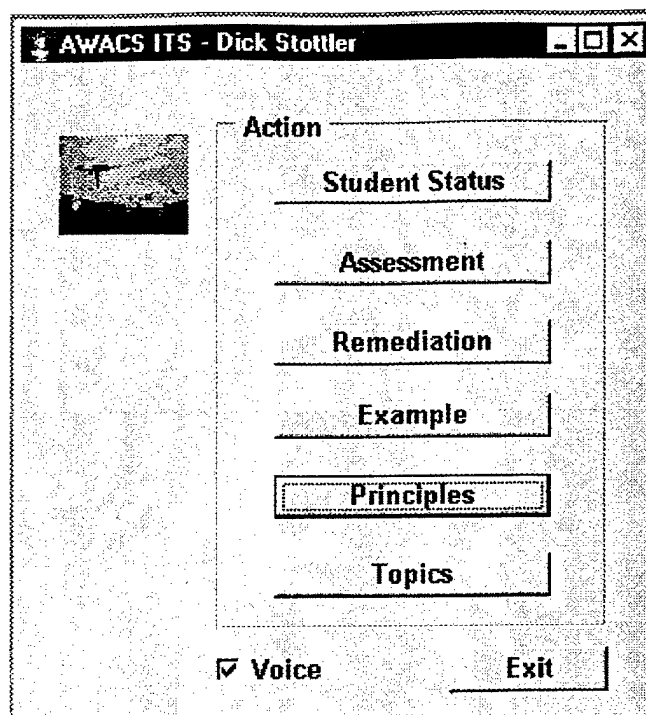 AWACS ITS - Dick Stottler
Action
Student Status
Assessment
Remediation
Example
Principles
Topics
Voice
Exit